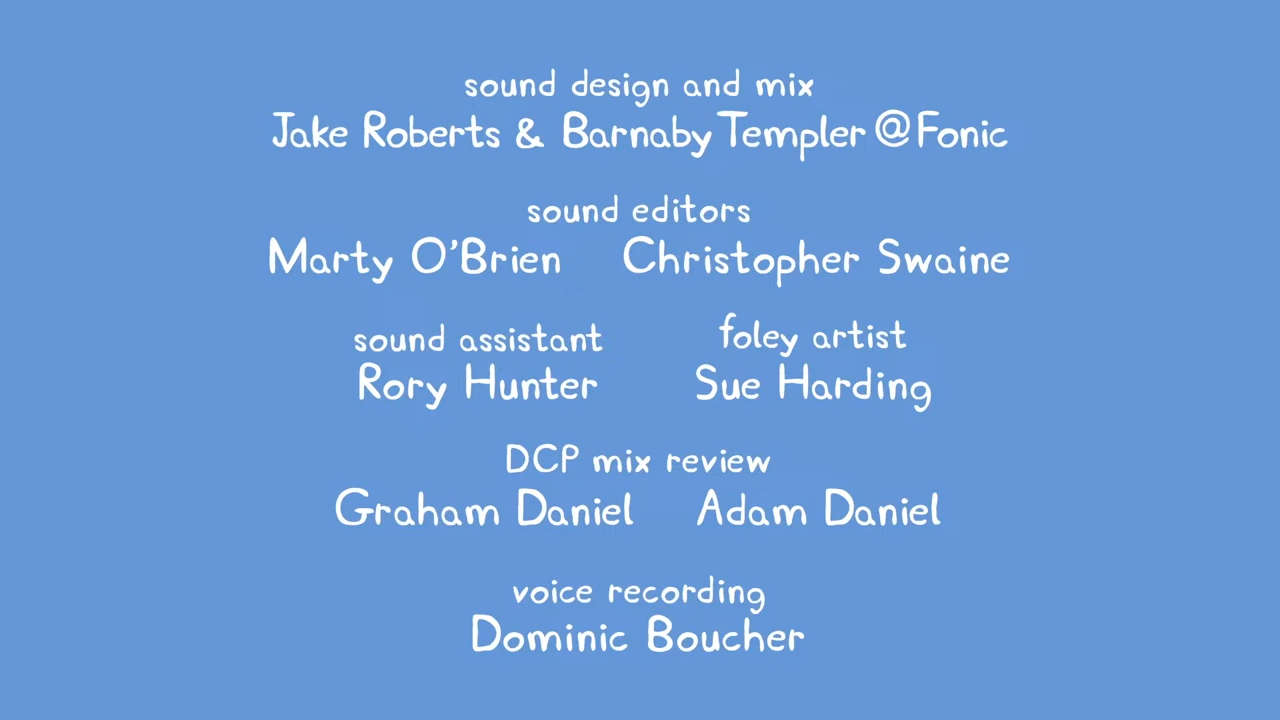 sound design and mix
Jake Roberts & Barnaby Templer @Fonic
sound editors
Marty O'Brien Christopher Swaine
sound assistant foley artist
Rory Hunter Sue Harding
DCP mix review
Graham Daniel Adam Daniel
voice recording
Dominic Boucher